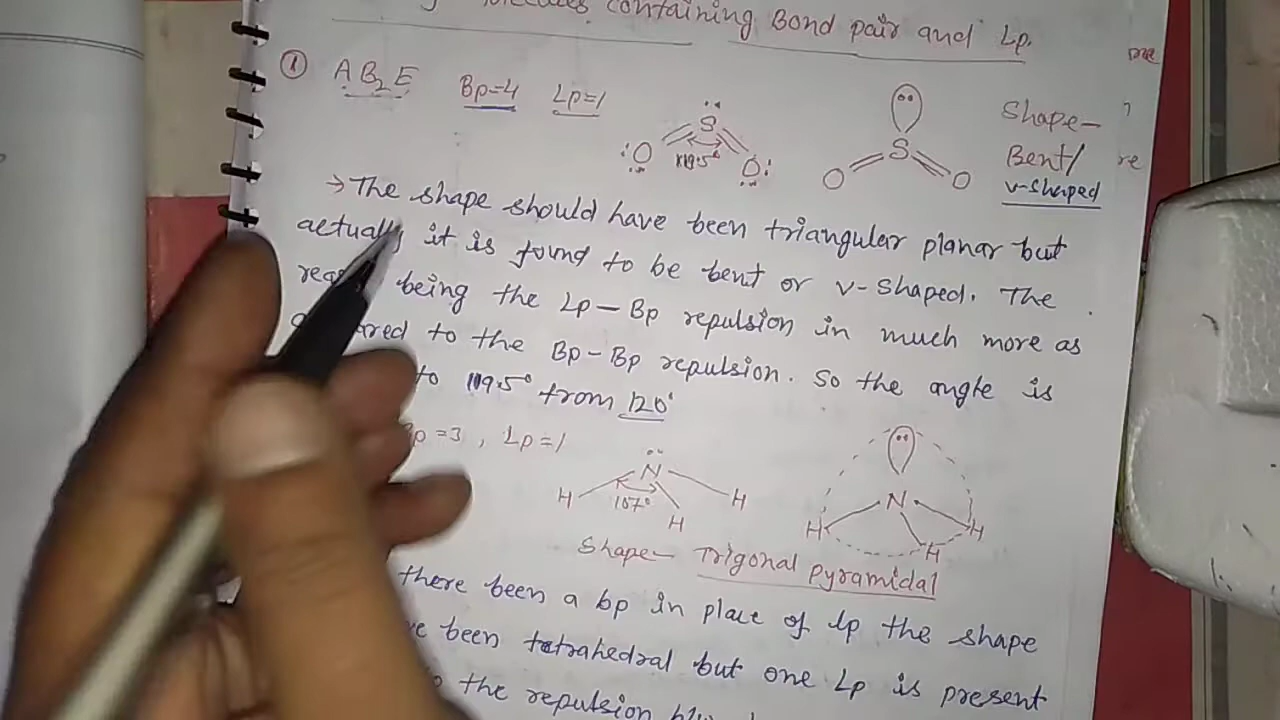 containing Bond pair and Lp.
① AB₂E Bp=4 Lp=1
S
O O
119.5°
S
O O
Shape-
Bent/
v-shaped
→ The shape should have been triangular planar but
actually it is found to be bent or v-shaped. The
being the Lp-Bp repulsion in much more as
to the Bp-Bp repulsion. So the angle is
to 119.5° from 120°
Bp=3, Lp=1
N
H H H
107°
N
H H H
Shape- Trigonal pyramidal
there been a bp in place of lp the shape
been tetrahedral but one Lp is present
the repulsion